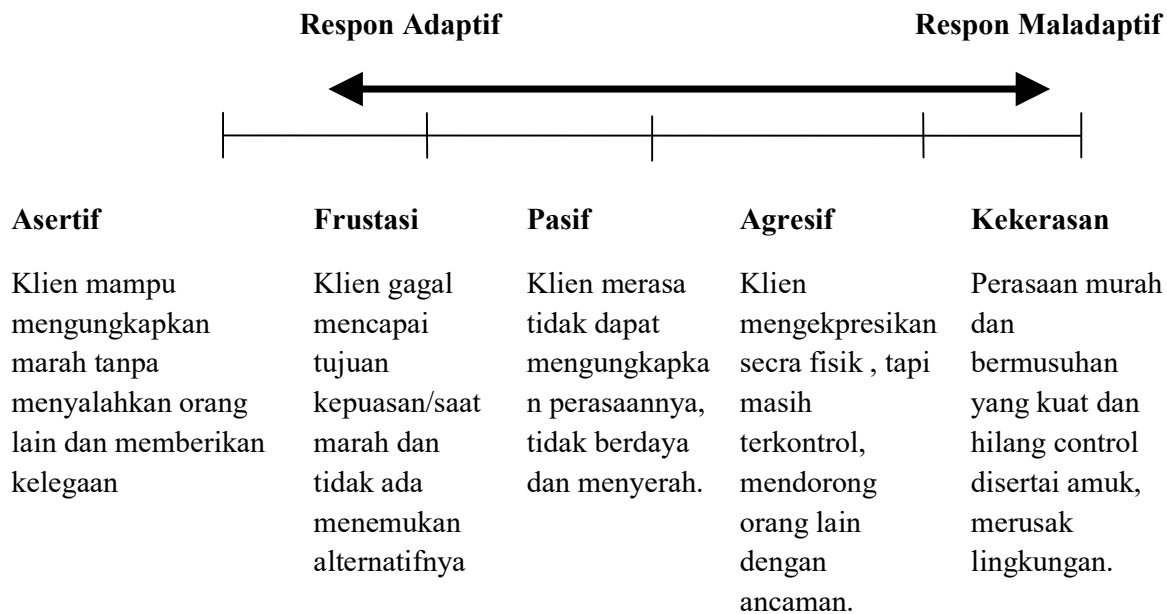 Respon Adaptif
Respon Maladaptif
Asertif
Klien mampu
mengungkapkan
marah tanpa
menyalahkan orang
lain dan memberikan
kelegaan
Frustasi
Klien gagal
mencapai
tujuan
kepuasan/saat
marah dan
tidak ada
menemukan
alternatifnya
Pasif
Klien merasa
tidak dapat
mengungkapka
n perasaannya,
tidak berdaya
dan menyerah.
Agresif
Klien
mengekpresikan
secra fisik , tapi
masih
terkontrol,
mendorong
orang lain
dengan
ancaman.
Kekerasan
Perasaan murah
dan
bermusuhan
yang kuat dan
hilang control
disertai amuk,
merusak
lingkungan.